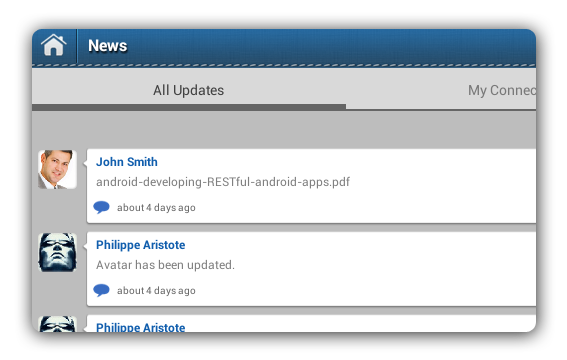 News
All Updates
My Connec
John Smith
android-developing-RESTful-android-apps.pdf
about 4 days ago
Philippe Aristote
Avatar has been updated.
about 4 days ago
Philippe Aristote